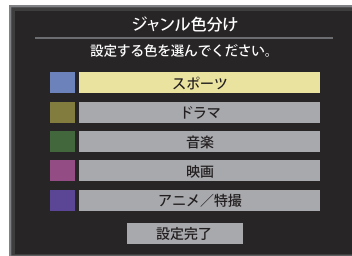 ジャンル色分け
設定する色を選んでください。
スポーツ
ドラマ
音楽
映画
アニメ／特撮
設定完了